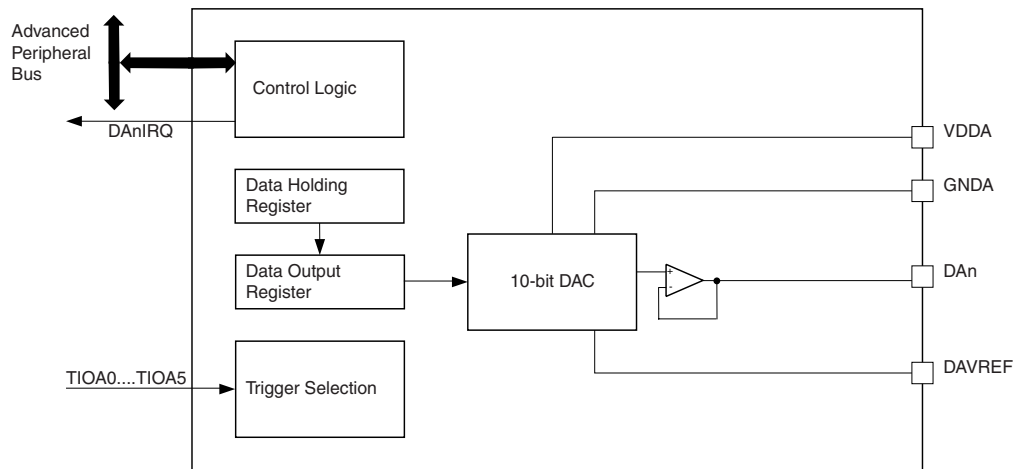 Advanced
Peripheral
Bus
Control Logic
DAnIRQ
VDDA
Data Holding
Register
GNDA
Data Output
Register
10-bit DAC
+
-
DAn
TIOA0....TIOA5
Trigger Selection
DAVREF